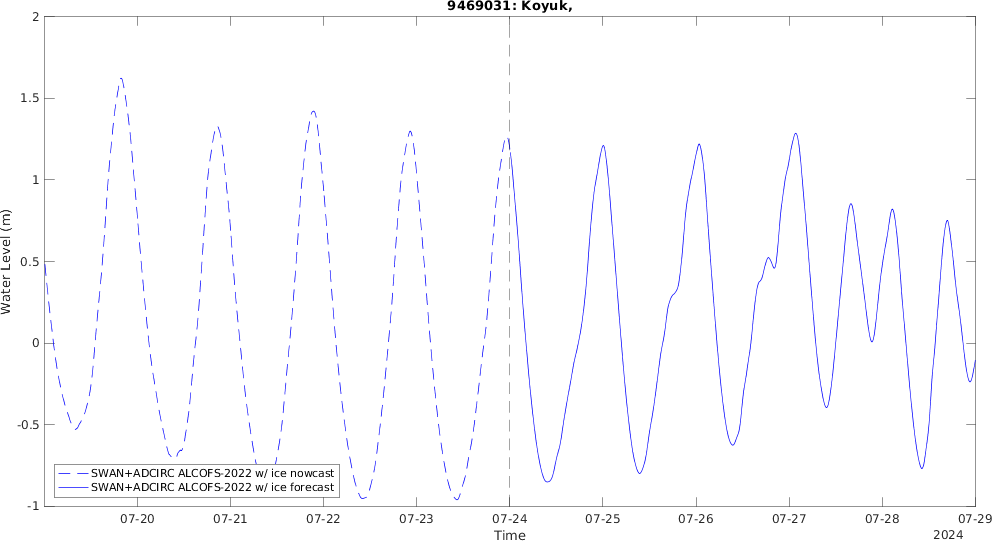 9469031: Koyuk,
Water Level (m)
2
1.5
1
0.5
0
-0.5
-1
SWAN+ADCIRC ALCOFS-2022 w/ ice nowcast
SWAN+ADCIRC ALCOFS-2022 w/ ice forecast
07-20 07-21 07-22 07-23 07-24 07-25 07-26 07-27 07-28 07-29
Time
2024